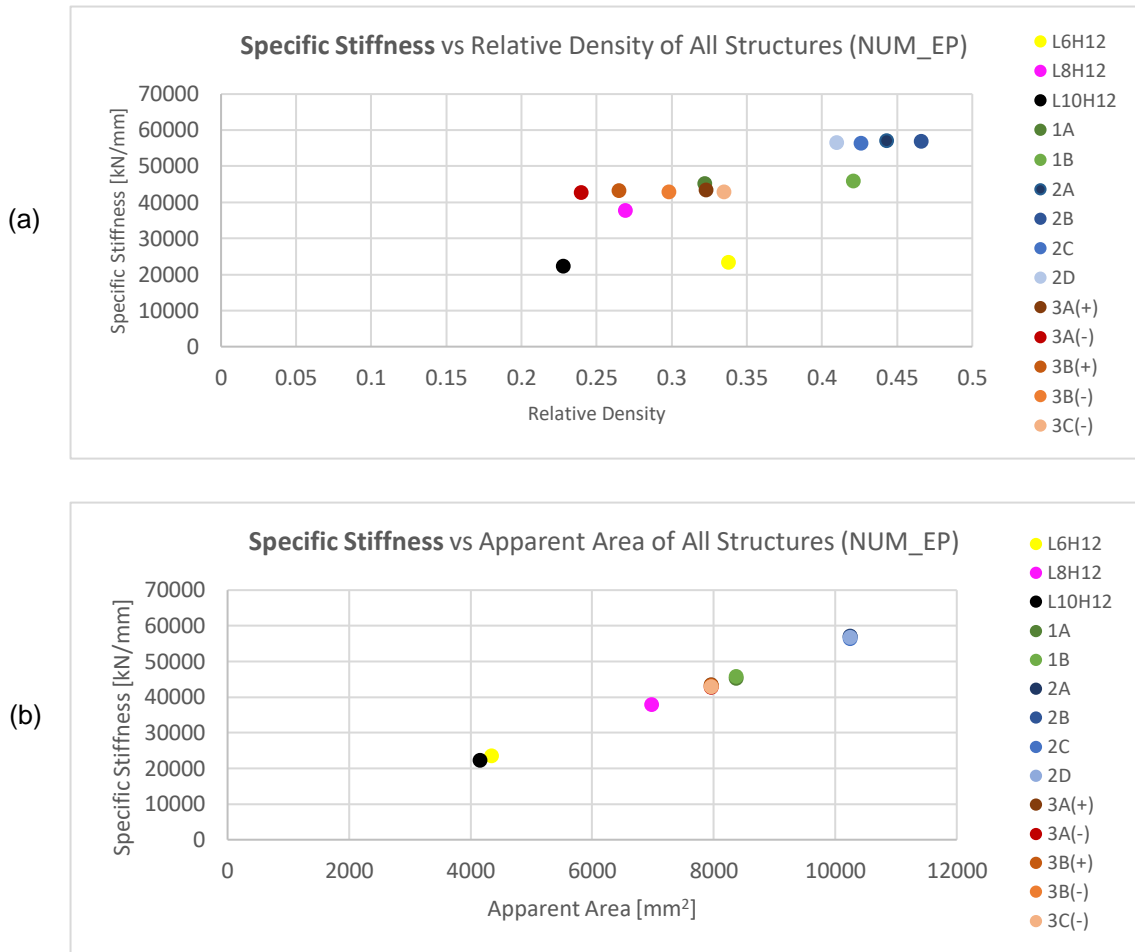 (a)
Specific Stiffness vs Relative Density of All Structures (NUM_EP)
Specific Stiffness [kN/mm]
70000
60000
50000
40000
30000
20000
10000
0
0 0.05 0.1 0.15 0.2 0.25 0.3 0.35 0.4 0.45 0.5
Relative Density
L6H12
L8H12
L10H12
1A
1B
2A
2B
2C
2D
3A(+)
3A(-)
3B(+)
3B(-)
3C(-)
(b)
Specific Stiffness vs Apparent Area of All Structures (NUM_EP)
Specific Stiffness [kN/mm]
70000
60000
50000
40000
30000
20000
10000
0
0 2000 4000 6000 8000 10000 12000
Apparent Area [mm²]
L6H12
L8H12
L10H12
1A
1B
2A
2B
2C
2D
3A(+)
3A(-)
3B(+)
3B(-)
3C(-)